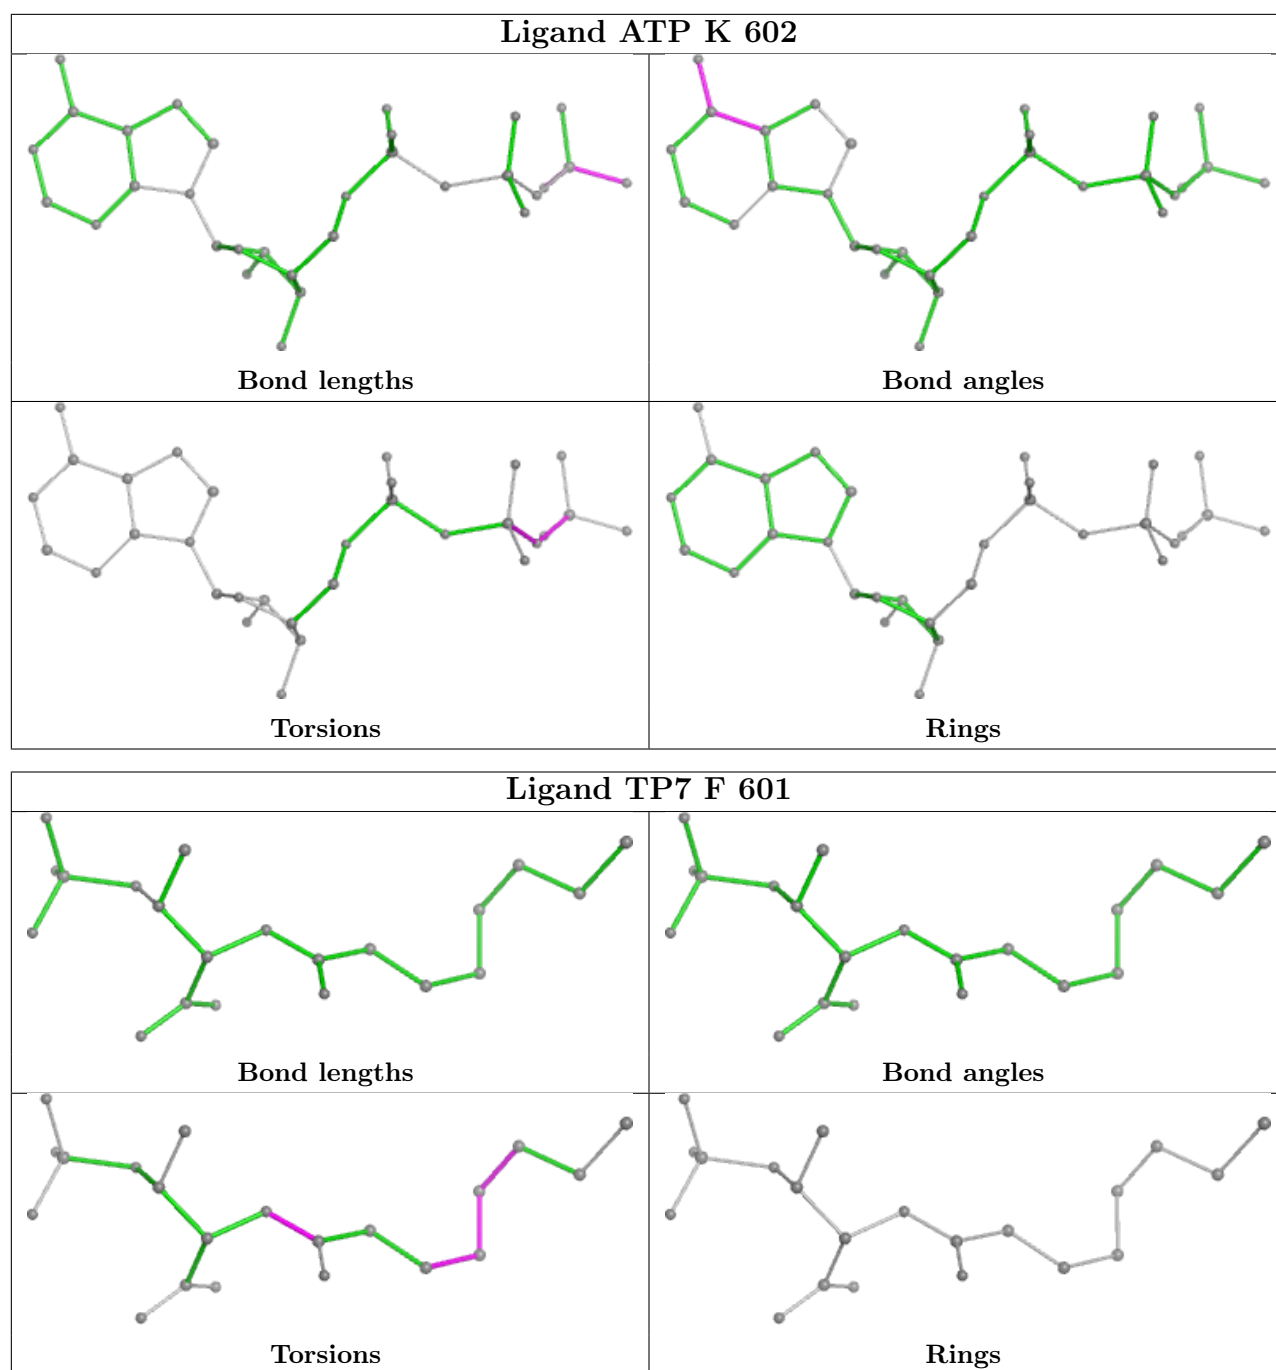 Ligand ATP K 602
Bond lengths
Bond angles
Torsions
Rings
Ligand TP7 F 601
Bond lengths
Bond angles
Torsions
Rings